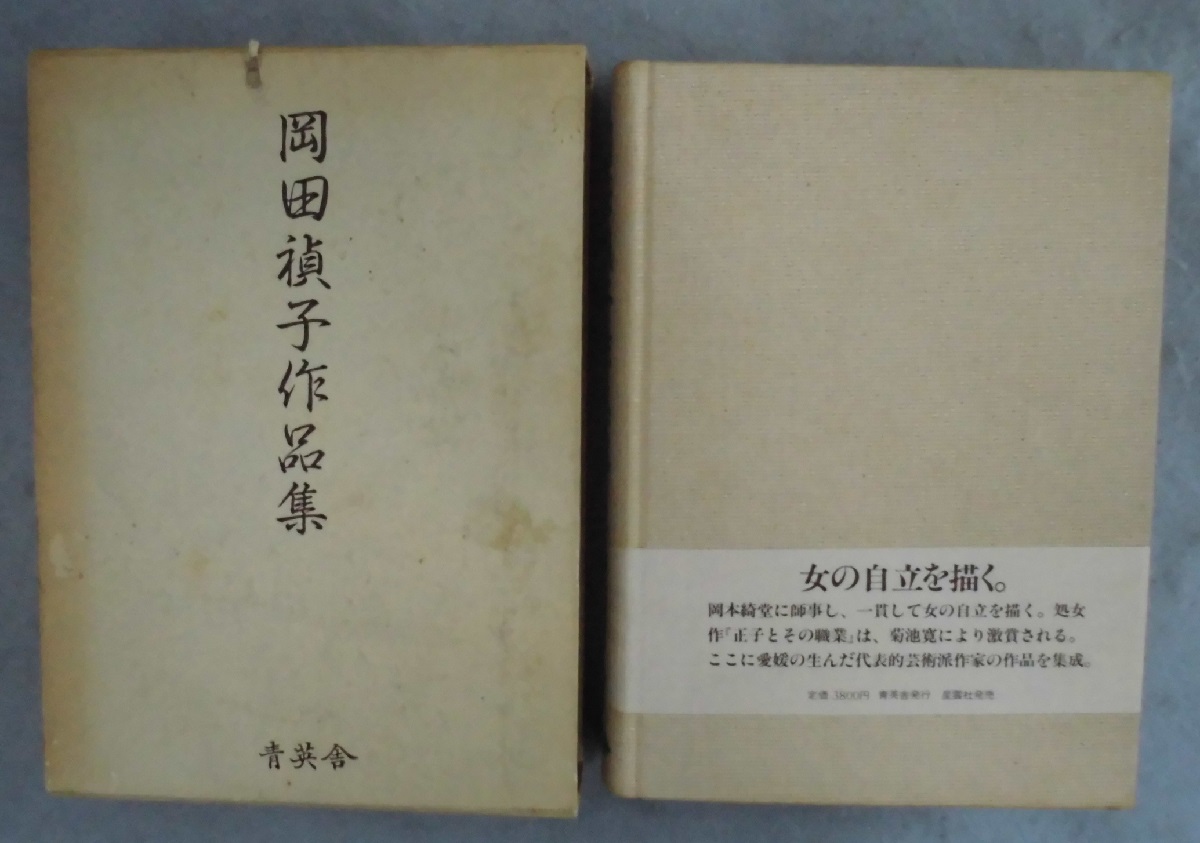 岡田禎子作品集
青英舎
女の自立を描く。
岡本綺堂に師事し、一貫して女の自立を描く。処女
作「正子とその職業」は、菊池寛により激賞される。
ここに愛媛の生んだ代表的芸術派作家の作品を集成。
定価 3800円 青英舎発行 星雲社発売